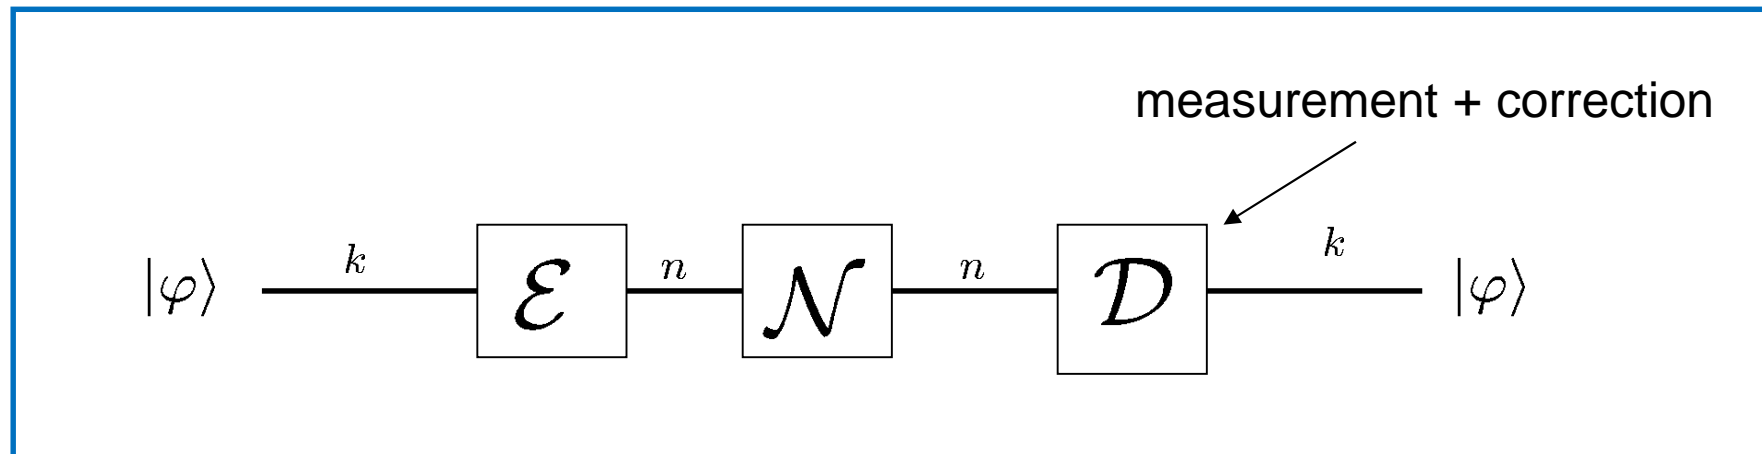 measurement + correction
|φ⟩ k ℰ n 𝒩 n 𝒟 k |φ⟩